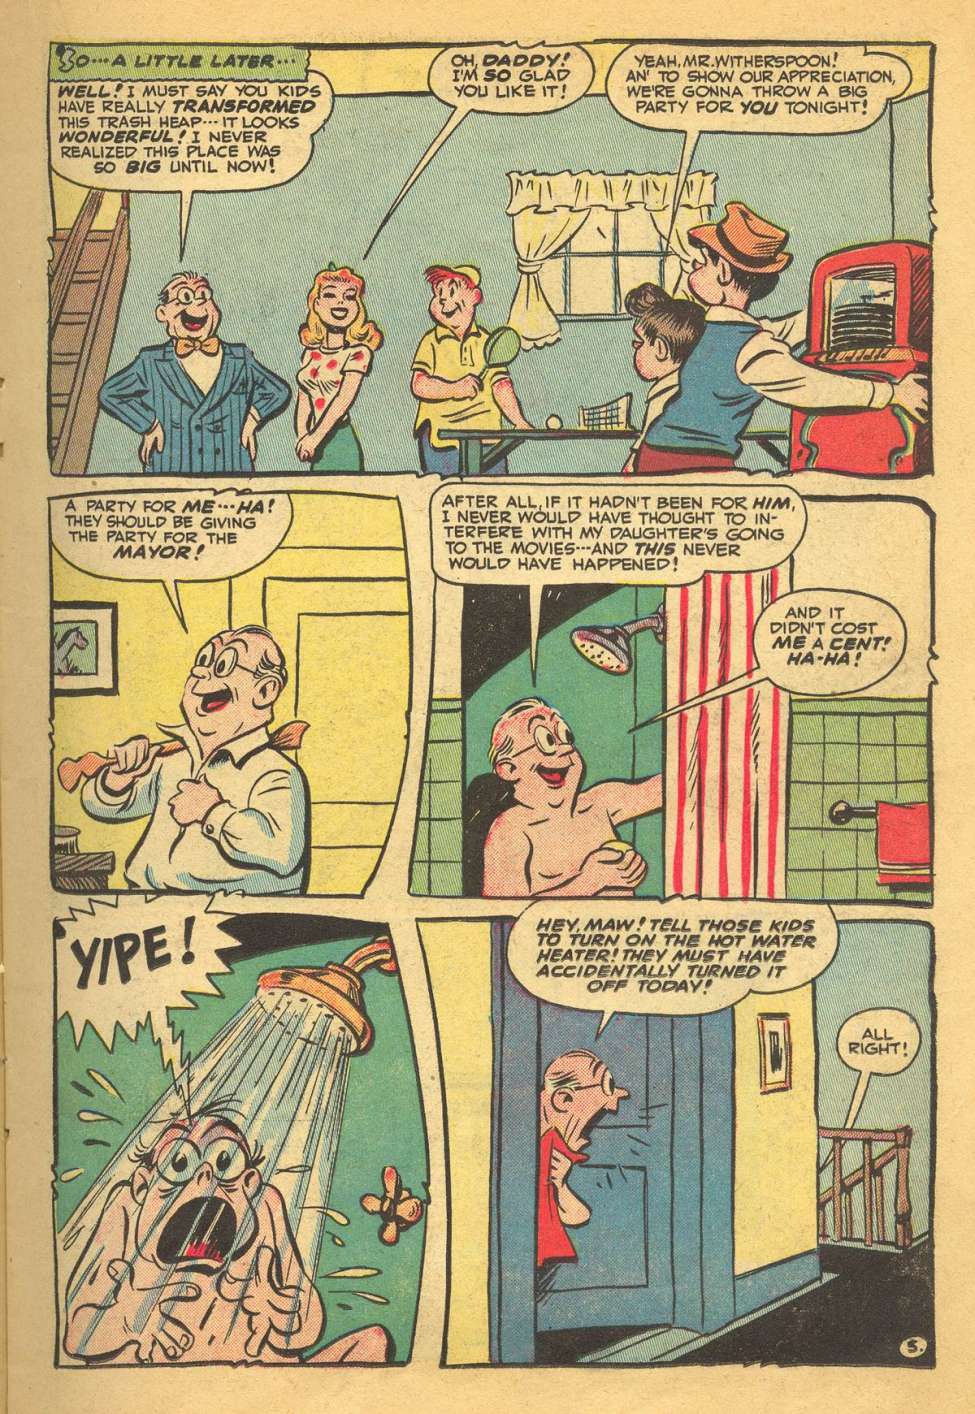 SO---A LITTLE LATER---
WELL! I MUST SAY YOU KIDS
HAVE REALLY TRANSFORMED
THIS TRASH HEAP--- IT LOOKS
WONDERFUL! I NEVER
REALIZED THIS PLACE WAS
SO BIG UNTIL NOW!
OH, DADDY!
I'M SO GLAD
YOU LIKE IT!
YEAH, MR. WITHERSPOON!
AN' TO SHOW OUR APPRECIATION,
WE'RE GONNA THROW A BIG
PARTY FOR YOU TONIGHT!
A PARTY FOR ME---HA!
THEY SHOULD BE GIVING
THE PARTY FOR THE
MAYOR!
AFTER ALL, IF IT HADN'T BEEN FOR HIM,
I NEVER WOULD HAVE THOUGHT TO IN-
TERFERE WITH MY DAUGHTER'S GOING
TO THE MOVIES---AND THIS NEVER
WOULD HAVE HAPPENED!
AND IT
DIDN'T COST
ME A CENT!
HA-HA!
YIPE!
HEY, MAW! TELL THOSE KIDS
TO TURN ON THE HOT WATER
HEATER! THEY MUST HAVE
ACCIDENTALLY TURNED IT
OFF TODAY!
ALL
RIGHT!
5.